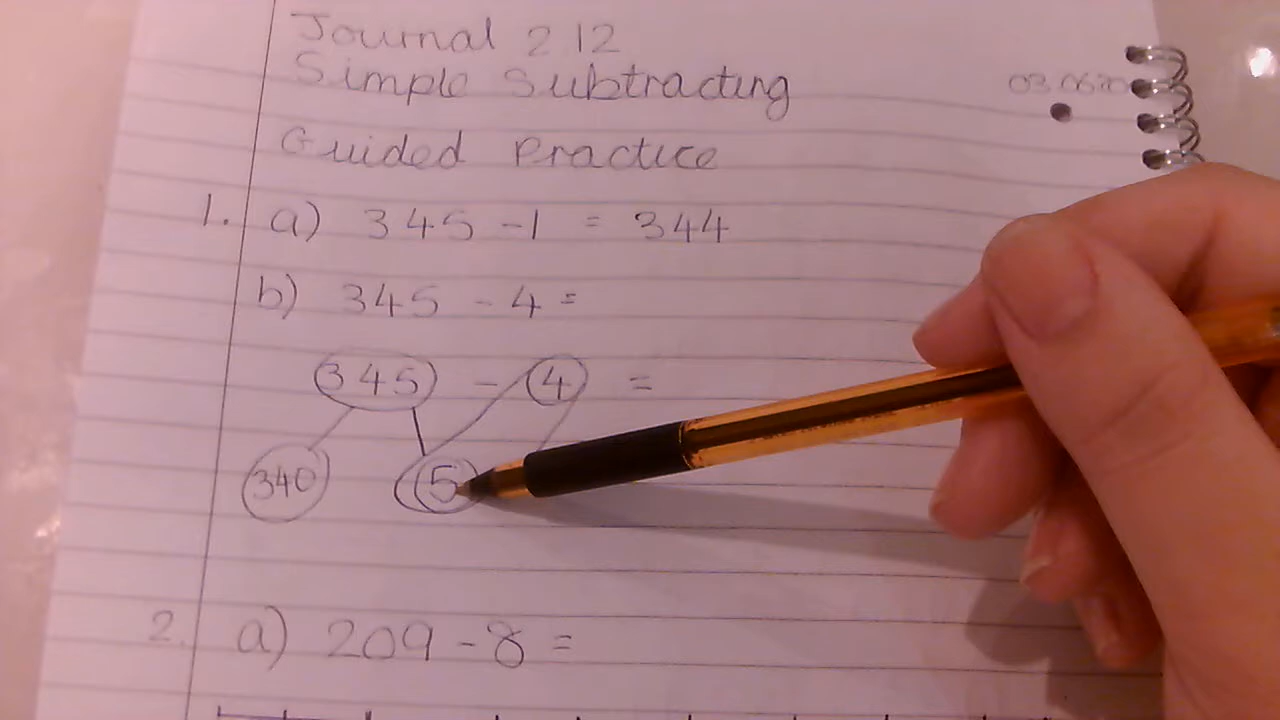 Journal 2 12
Simple Subtracting
Guided Practice
1. a) 345 - 1 = 344
b) 345 - 4 =
345 - 4 =
340 5
2. a) 209 - 8 =